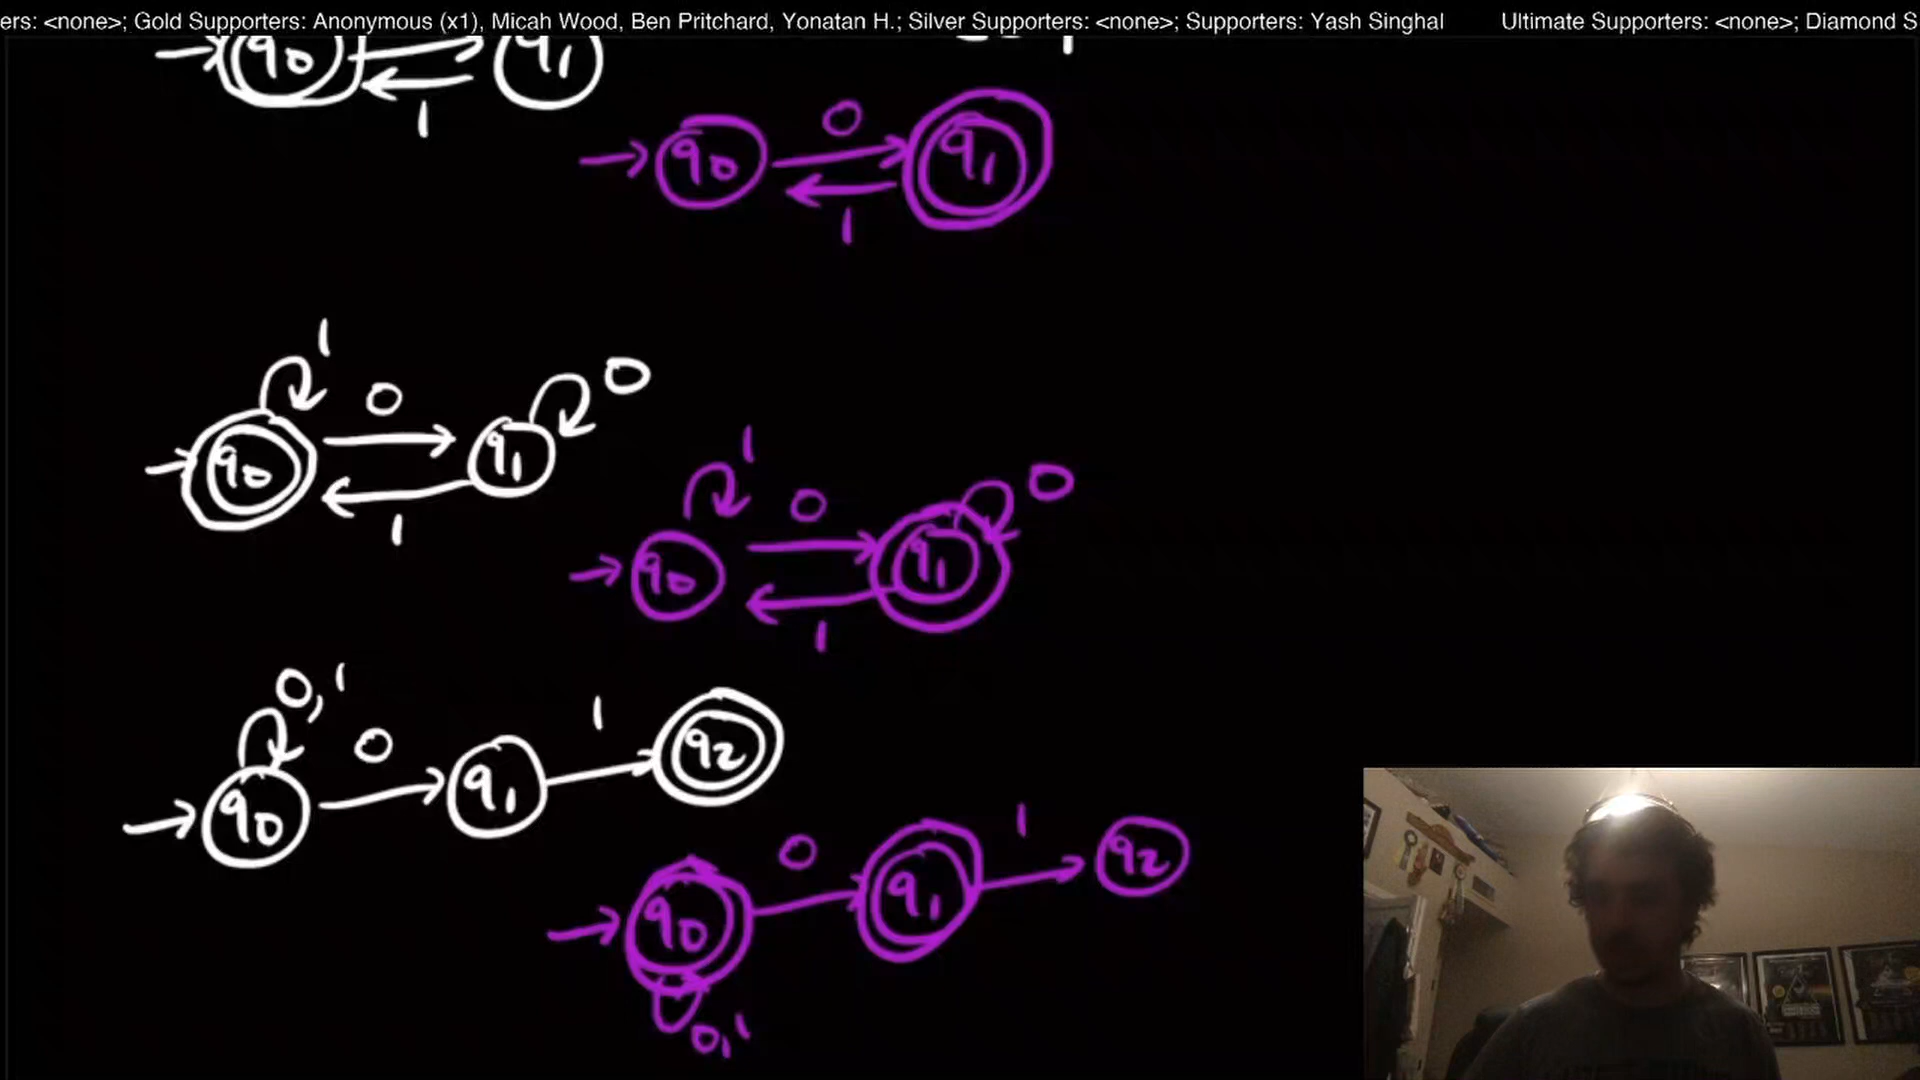 ers: <none>; Gold Supporters: Anonymous (x1), Micah Wood, Ben Pritchard, Yonatan H.; Silver Supporters: <none>; Supporters: Yash Singhal Ultimate Supporters: <none>; Diamond S
q0 q1
1
0
q0 q1
1
1 0 0
q0 q1
1
1 0 0
q0 q1
1
0,1 0 1
q0 q1 q2
0 1
q0 q1 q2
0,1